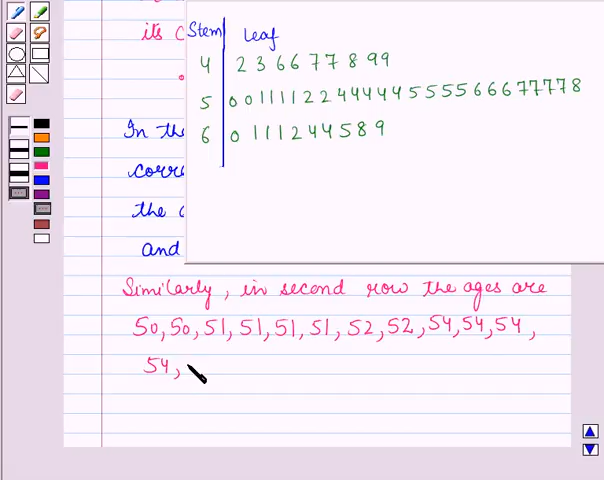 its C
Stem Leaf
4 2 3 6 6 7 7 8 9 9
5 0 0 1 1 1 1 2 2 4 4 4 4 4 5 5 5 5 5 6 6 6 7 7 7 7 8
6 0 1 1 1 2 4 4 5 8 9
In the
corre
the
and
Similarly, in second row the ages are
50, 50, 51, 51, 51, 51, 52, 52, 54, 54, 54,
54,